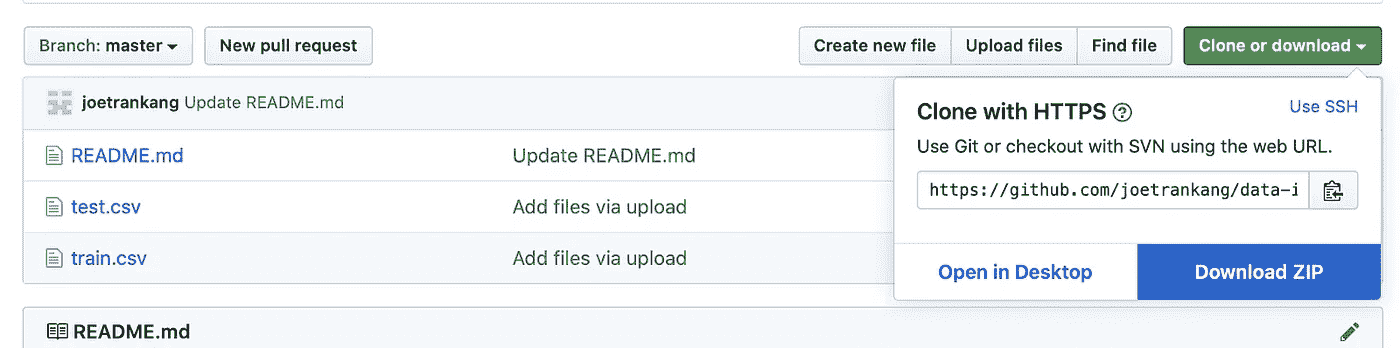 Branch: master New pull request Create new file Upload files Find file Clone or download
joetrankang Update README.md
README.md Update README.md
test.csv Add files via upload
train.csv Add files via upload
Clone with HTTPS ? Use SSH
Use Git or checkout with SVN using the web URL.
https://github.com/joetrankang/data-i
Open in Desktop Download ZIP
README.md